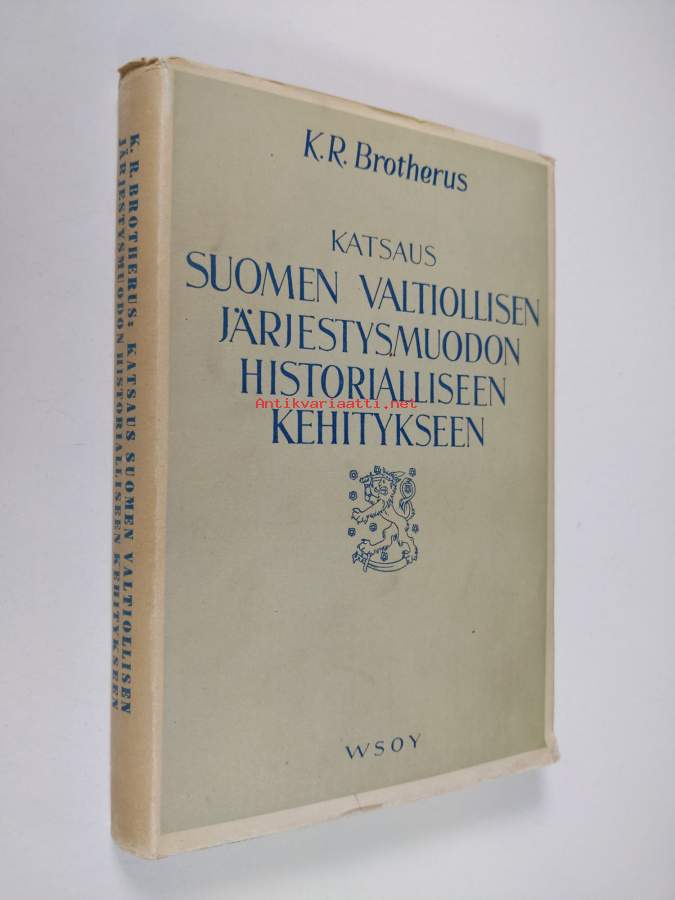 K.R. Brotherus
KATSAUS
SUOMEN VALTIOLLISEN
JÄRJESTYSMUODON
HISTORIALLISEEN
Antikvariaatti.net
KEHITYKSEEN
WSOY
K. R. BROTHERUS: KATSAUS SUOMEN VALTIOLLISEN
JÄRJESTYSMUODON HISTORIALLISEEN KEHITYKSEEN